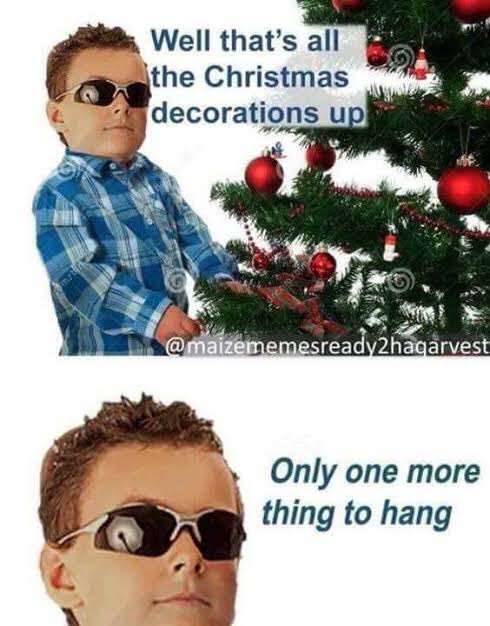 Well that's all
the Christmas
decorations up
@maizememesready2hagarvest
Only one more
thing to hang